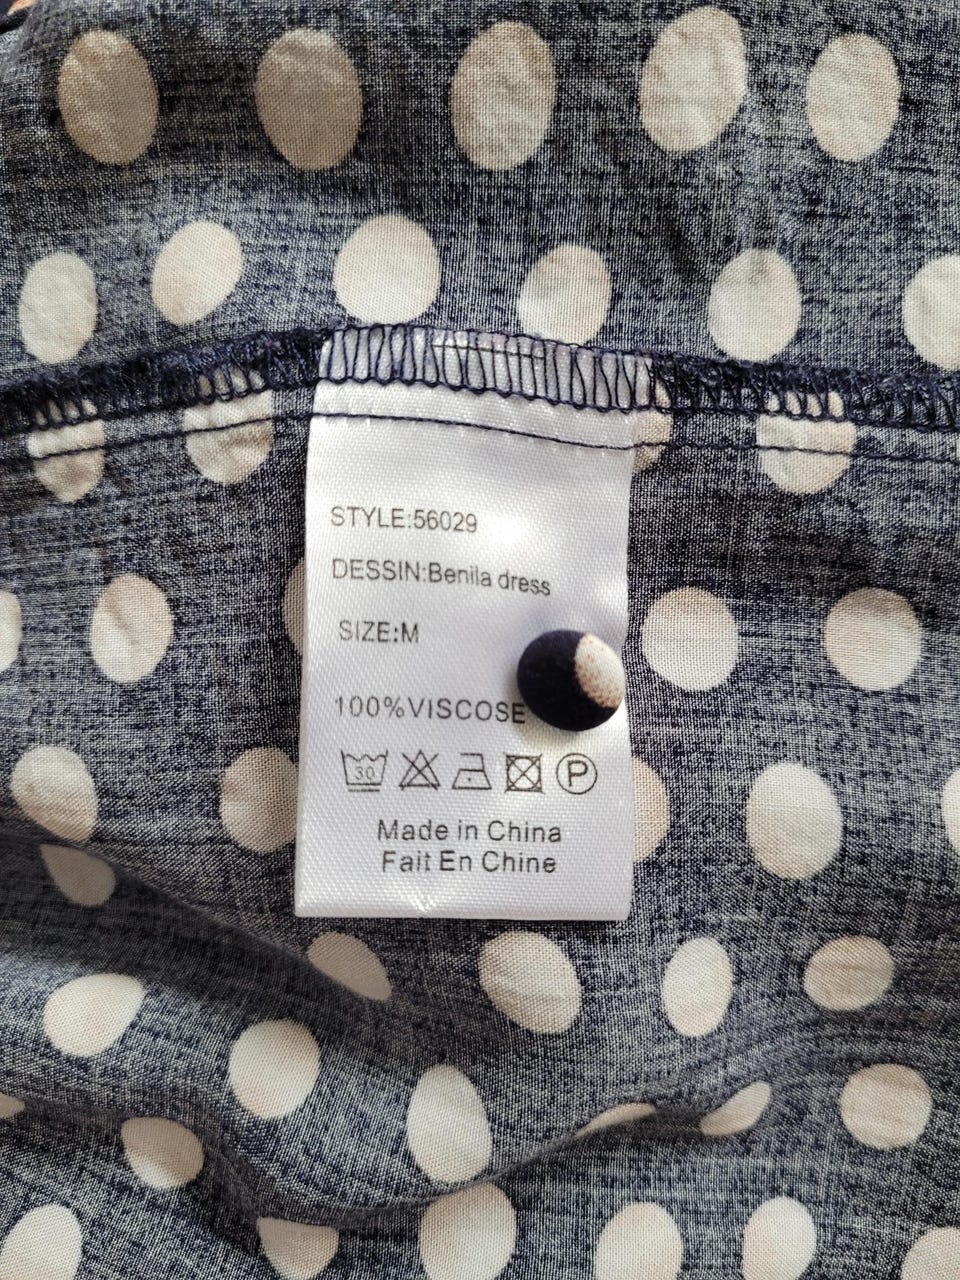 STYLE:56029
DESSIN:Benila dress
SIZE:M
100%VISCOSE
30
P
Made in China
Fait En Chine